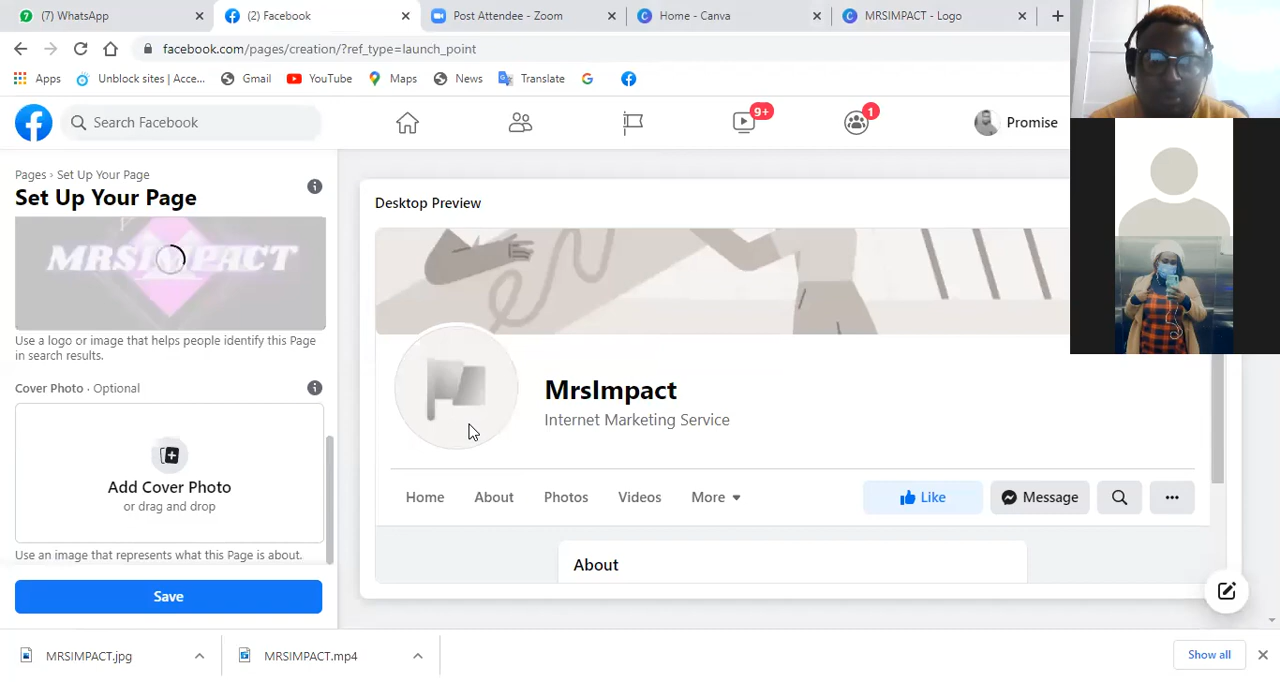 (7) WhatsApp
(2) Facebook
Post Attendee - Zoom
Home - Canva
MRSIMPACT - Logo
facebook.com/pages/creation/?ref_type=launch_point
Apps
Unblock sites | Acce...
Gmail
YouTube
Maps
News
Translate
Search Facebook
9+
1
Promise
Pages › Set Up Your Page
Set Up Your Page
MRSIMPACT
Use a logo or image that helps people identify this Page
in search results.
Cover Photo · Optional
Add Cover Photo
or drag and drop
Use an image that represents what this Page is about.
Save
Desktop Preview
MrsImpact
Internet Marketing Service
Home
About
Photos
Videos
More
Like
Message
About
MRSIMPACT.jpg
MRSIMPACT.mp4
Show all